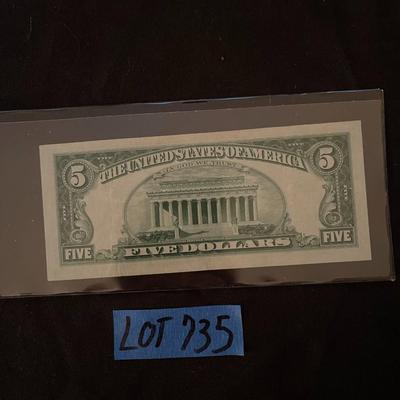 THE UNITED STATES OF AMERICA
IN GOD WE TRUST
5
5
FIVE
FIVE
FIVE DOLLARS
LOT 735